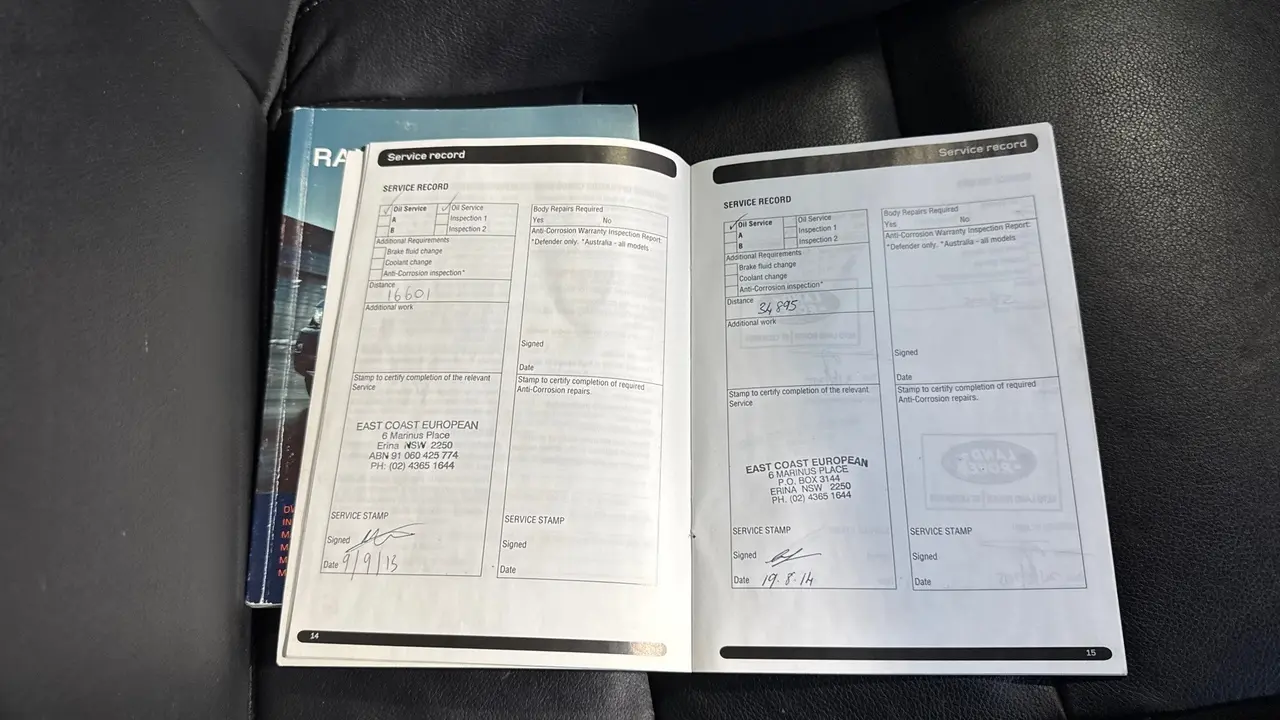 RA
Service record
SERVICE RECORD
Oil Service
Oil Service
A
Inspection 1
B
Inspection 2
Additional Requirements
Brake fluid change
Coolant change
Anti-Corrosion inspection*
Distance
16601
Additional work
Stamp to certify completion of the relevant
Service
EAST COAST EUROPEAN
6 Marinus Place
Erina NSW 2250
ABN 91 060 425 774
PH: (02) 4365 1644
SERVICE STAMP
Signed
Date 9/9/13
Body Repairs Required
Yes No
Anti-Corrosion Warranty Inspection Report:
*Defender only. *Australia - all models
Signed
Date
Stamp to certify completion of required
Anti-Corrosion repairs.
SERVICE STAMP
Signed
Date
14
Service record
SERVICE RECORD
Oil Service
Oil Service
A
Inspection 1
B
Inspection 2
Additional Requirements
Brake fluid change
Coolant change
Anti-Corrosion inspection*
Distance
34895
Additional work
Stamp to certify completion of the relevant
Service
EAST COAST EUROPEAN
6 MARINUS PLACE
P.O. BOX 3144
ERINA NSW 2250
PH. (02) 4365 1644
SERVICE STAMP
Signed
Date 19.8.14
Body Repairs Required
Yes No
Anti-Corrosion Warranty Inspection Report:
*Defender only. *Australia - all models
Signed
Date
Stamp to certify completion of required
Anti-Corrosion repairs.
LAND
ROVER
SERVICE STAMP
Signed
Date
15